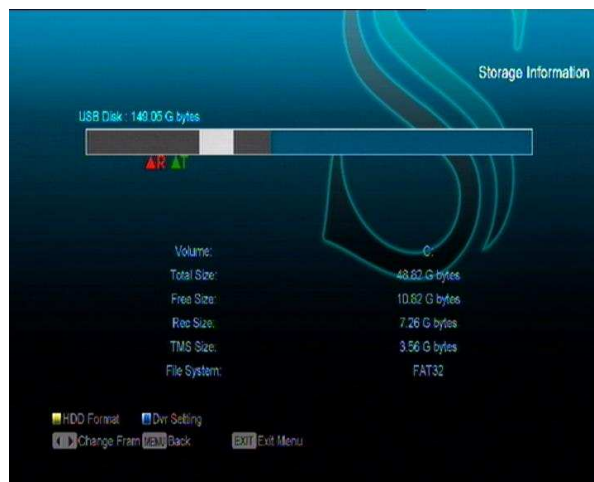 Storage Information
USB Disk : 149.05 G bytes
R T
Volume: C:
Total Size: 48.82 G bytes
Free Size: 10.82 G bytes
Rec Size: 7.26 G bytes
TMS Size: 3.56 G bytes
File System: FAT32
HDD Format Dvr Setting
Change Fram MENU Back EXIT Exit Menu